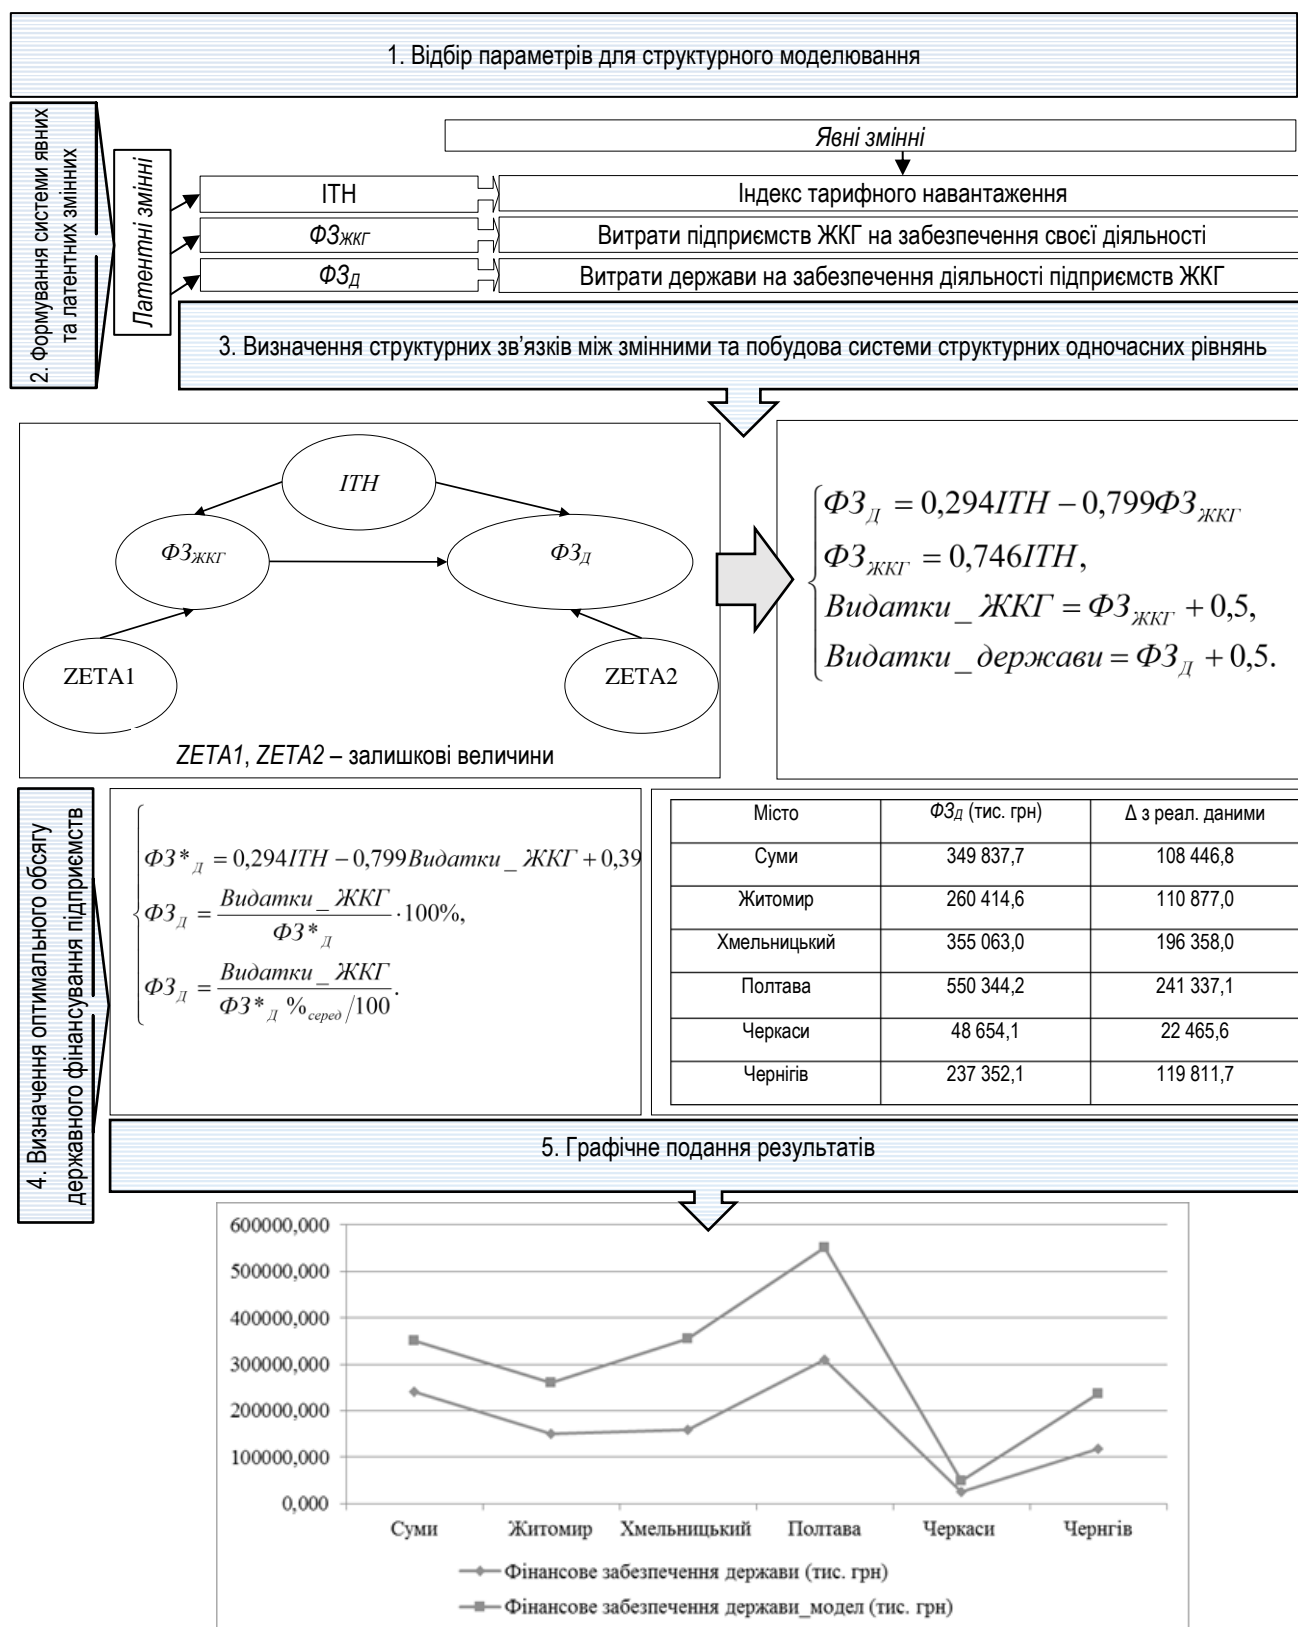 1. Відбір параметрів для структурного моделювання
2. Формування системи явних
та латентних змінних
Латентні змінні
Явні змінні
ІТН
Індекс тарифного навантаження
ФЗЖКГ
Витрати підприємств ЖКГ на забезпечення своєї діяльності
ФЗД
Витрати держави на забезпечення діяльності підприємств ЖКГ
3. Визначення структурних зв’язків між змінними та побудова системи структурних одночасних рівнянь
ІТН
ФЗЖКГ
ФЗД
ZETA1
ZETA2
ZETA1, ZETA2 – залишкові величини
ФЗД = 0,294ІТН − 0,799ФЗЖКГ
ФЗЖКГ = 0,746ІТН,
Видатки_ЖКГ = ФЗЖКГ + 0,5,
Видатки_держави = ФЗД + 0,5.
4. Визначення оптимального обсягу
державного фінансування підприємств
ФЗ*Д = 0,294ІТН − 0,799Видатки_ЖКГ + 0,39
ФЗД = Видатки_ЖКГ / ФЗ*Д · 100%,
ФЗД = Видатки_ЖКГ / ФЗ*Д %серед/100.
Місто ФЗД (тис. грн) Δ з реал. даними
Суми 349 837,7 108 446,8
Житомир 260 414,6 110 877,0
Хмельницький 355 063,0 196 358,0
Полтава 550 344,2 241 337,1
Черкаси 48 654,1 22 465,6
Чернігів 237 352,1 119 811,7
5. Графічне подання результатів
600000,000
500000,000
400000,000
300000,000
200000,000
100000,000
0,000
Суми Житомир Хмельницький Полтава Черкаси Чернгів
Фінансове забезпечення держави (тис. грн)
Фінансове забезпечення держави_модел (тис. грн)